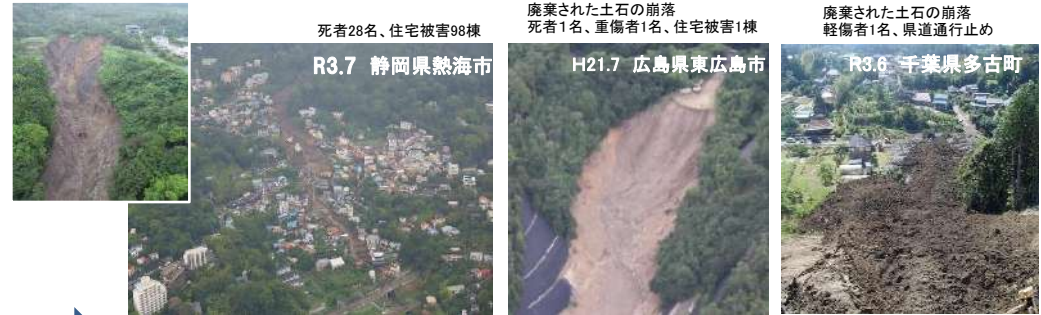 死者28名、住宅被害98棟
R3.7 静岡県熱海市
廃棄された土石の崩落
死者1名、重傷者1名、住宅被害1棟
H21.7 広島県東広島市
廃棄された土石の崩落
軽傷者1名、県道通行止め
R3.6 千葉県多古町